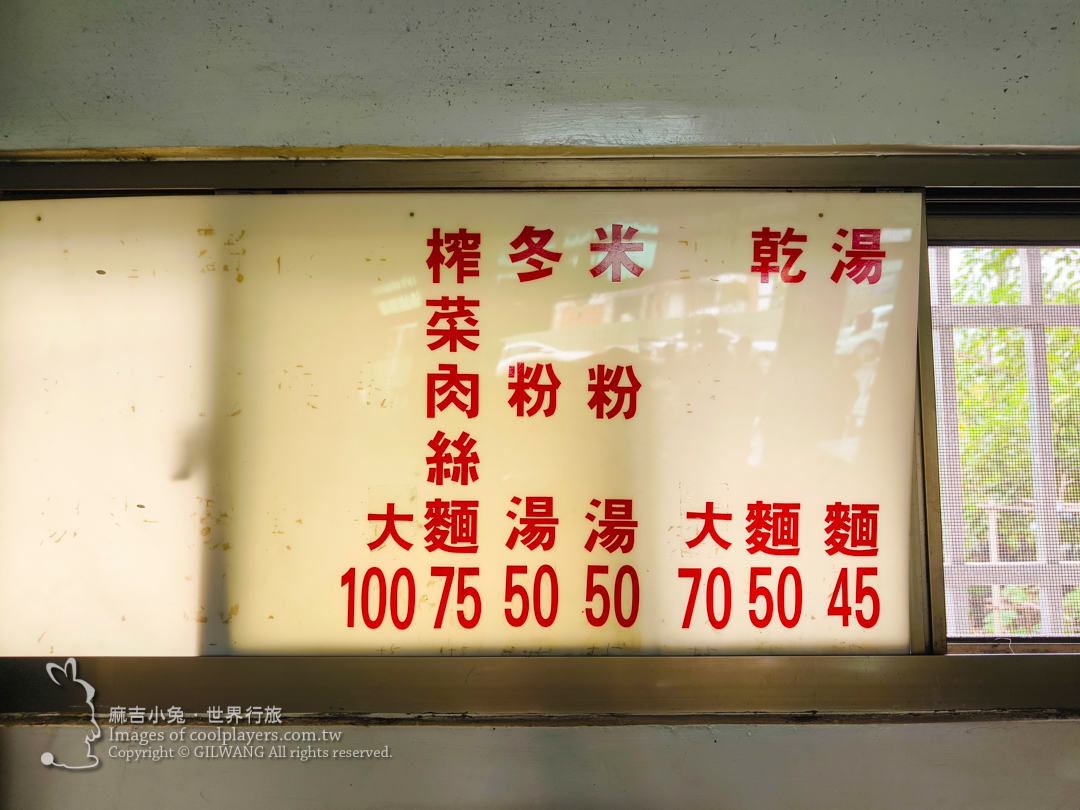 湯麵 45
乾麵 50
大 70
米粉湯 50
冬粉湯 50
榨菜肉絲麵 75
大 100
麻吉小兔·世界行旅
Images of coolplayers.com.tw
Copyright © GILWANG All rights reserved.